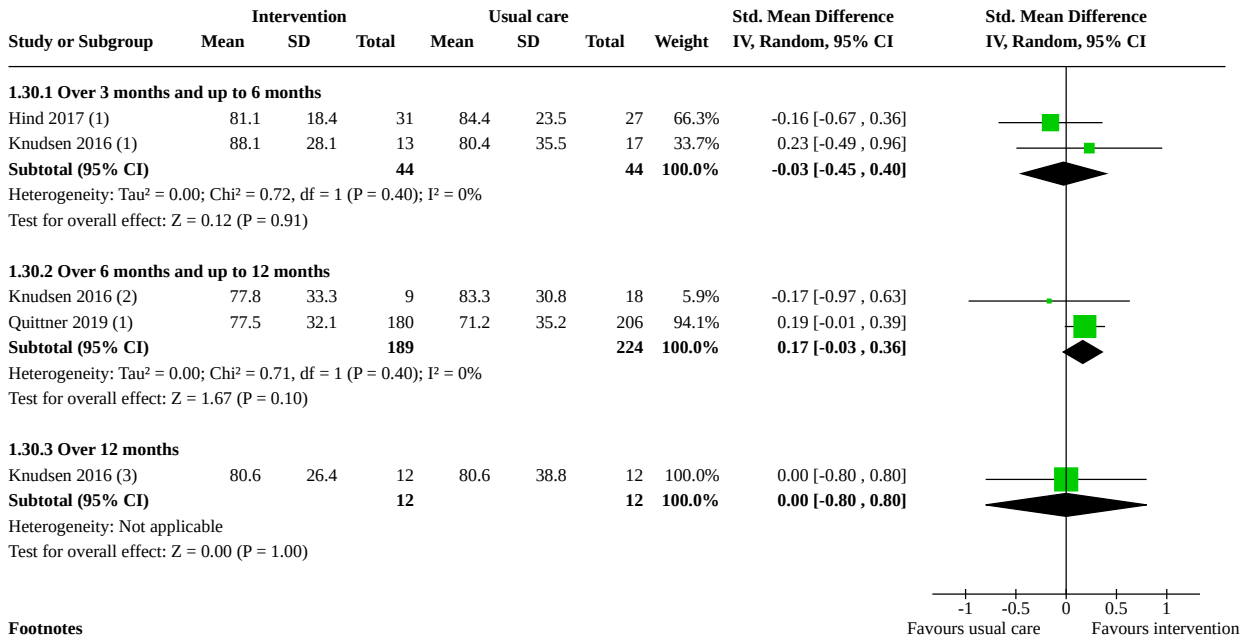 Intervention Usual care Std. Mean Difference Std. Mean Difference
Study or Subgroup Mean SD Total Mean SD Total Weight IV, Random, 95% CI IV, Random, 95% CI
1.30.1 Over 3 months and up to 6 months
Hind 2017 (1) 81.1 18.4 31 84.4 23.5 27 66.3% -0.16 [-0.67 , 0.36]
Knudsen 2016 (1) 88.1 28.1 13 80.4 35.5 17 33.7% 0.23 [-0.49 , 0.96]
Subtotal (95% CI) 44 44 100.0% -0.03 [-0.45 , 0.40]
Heterogeneity: Tau² = 0.00; Chi² = 0.72, df = 1 (P = 0.40); I² = 0%
Test for overall effect: Z = 0.12 (P = 0.91)
1.30.2 Over 6 months and up to 12 months
Knudsen 2016 (2) 77.8 33.3 9 83.3 30.8 18 5.9% -0.17 [-0.97 , 0.63]
Quittner 2019 (1) 77.5 32.1 180 71.2 35.2 206 94.1% 0.19 [-0.01 , 0.39]
Subtotal (95% CI) 189 224 100.0% 0.17 [-0.03 , 0.36]
Heterogeneity: Tau² = 0.00; Chi² = 0.71, df = 1 (P = 0.40); I² = 0%
Test for overall effect: Z = 1.67 (P = 0.10)
1.30.3 Over 12 months
Knudsen 2016 (3) 80.6 26.4 12 80.6 38.8 12 100.0% 0.00 [-0.80 , 0.80]
Subtotal (95% CI) 12 12 100.0% 0.00 [-0.80 , 0.80]
Heterogeneity: Not applicable
Test for overall effect: Z = 0.00 (P = 1.00)
-1 -0.5 0 0.5 1
Footnotes Favours usual care Favours intervention